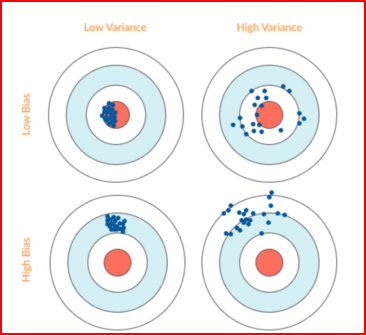 Low Variance
High Variance
Low Bias
High Bias